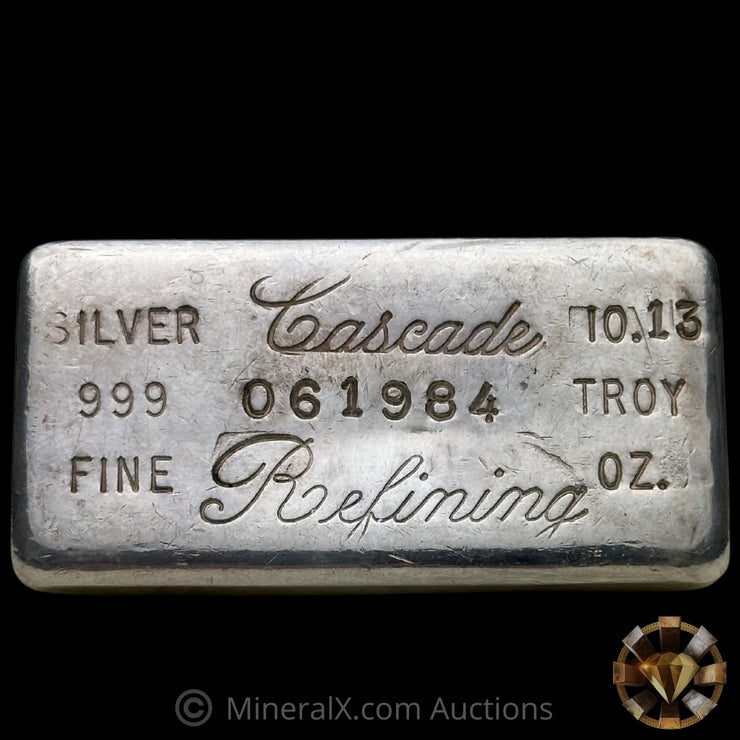 SILVER Cascade 10.13
999 061984 TROY
FINE Refining OZ.
© MineralX.com Auctions